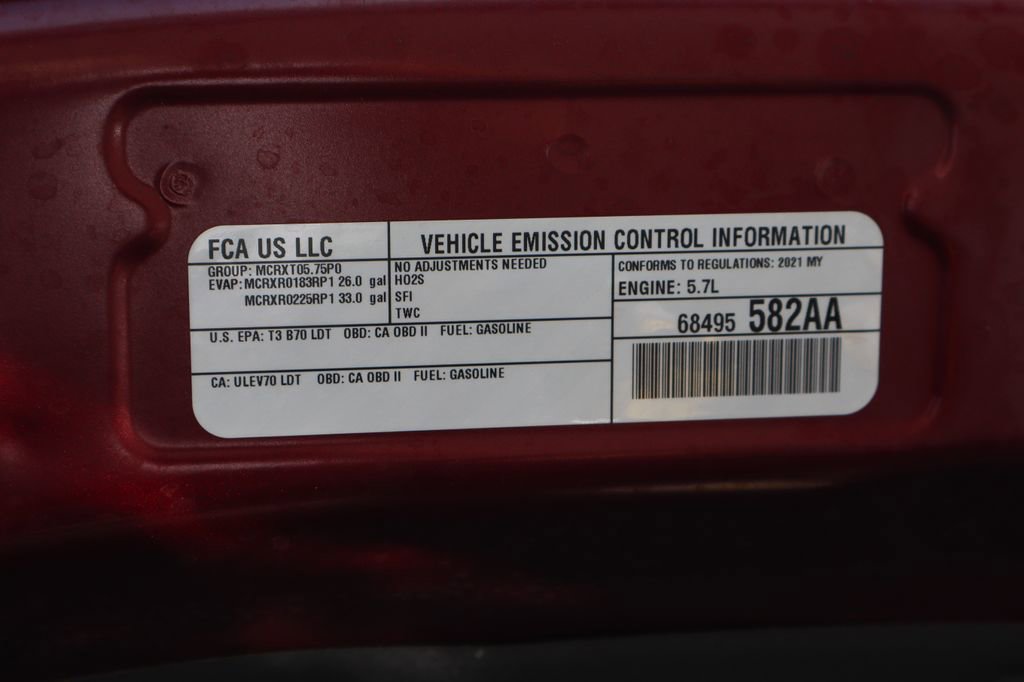 FCA US LLC
VEHICLE EMISSION CONTROL INFORMATION
GROUP: MCRXT05.75P0
EVAP: MCRXR0183RP1 26.0 gal
MCRXR0225RP1 33.0 gal
NO ADJUSTMENTS NEEDED
HO2S
SFI
TWC
CONFORMS TO REGULATIONS: 2021 MY
ENGINE: 5.7L
68495 582AA
U.S. EPA: T3 B70 LDT OBD: CA OBD II FUEL: GASOLINE
CA: ULEV70 LDT OBD: CA OBD II FUEL: GASOLINE